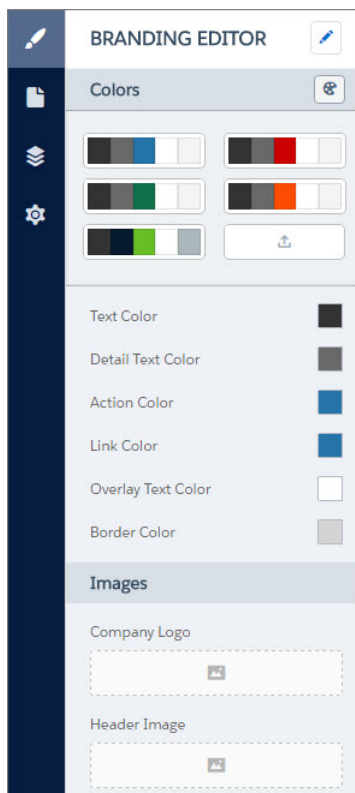 BRANDING EDITOR
Colors
Text Color
Detail Text Color
Action Color
Link Color
Overlay Text Color
Border Color
Images
Company Logo
Header Image